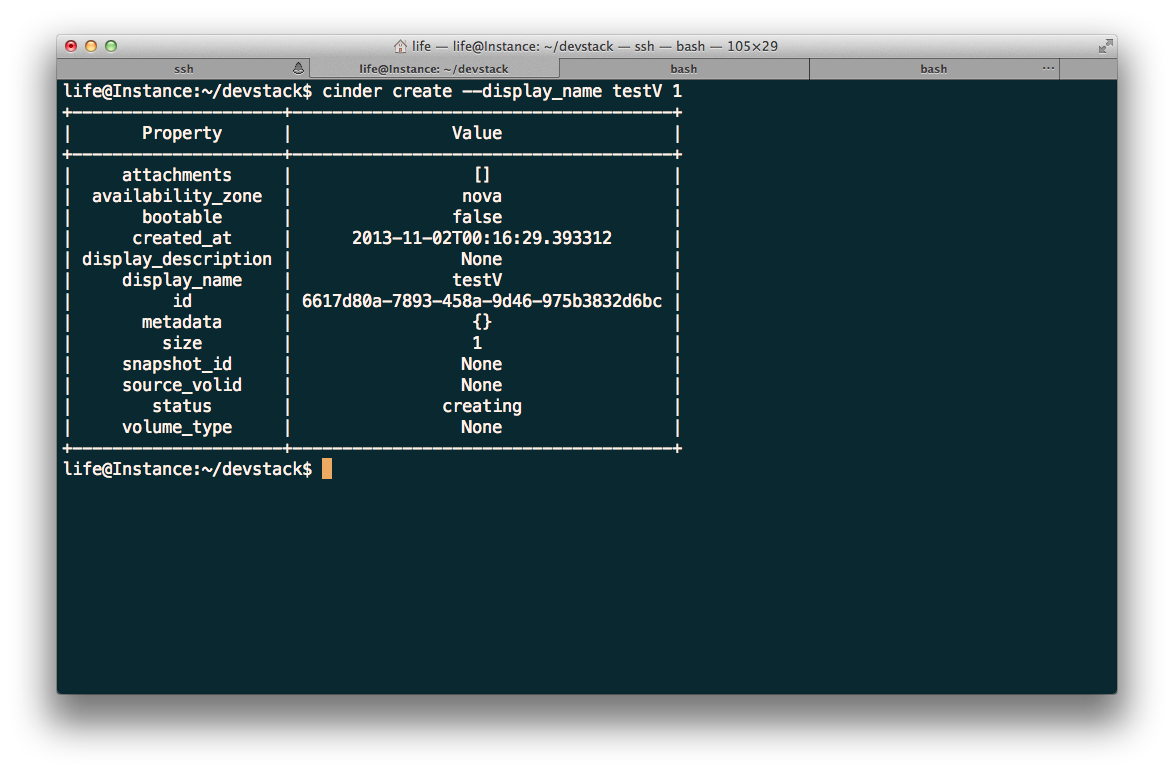 life — life@Instance: ~/devstack — ssh — bash — 105×29
ssh life@Instance: ~/devstack bash bash ...
life@Instance:~/devstack$ cinder create --display_name testV 1
+---------------------+--------------------------------------+
| Property | Value |
+---------------------+--------------------------------------+
| attachments | [] |
| availability_zone | nova |
| bootable | false |
| created_at | 2013-11-02T00:16:29.393312 |
| display_description | None |
| display_name | testV |
| id | 6617d80a-7893-458a-9d46-975b3832d6bc |
| metadata | {} |
| size | 1 |
| snapshot_id | None |
| source_volid | None |
| status | creating |
| volume_type | None |
+---------------------+--------------------------------------+
life@Instance:~/devstack$